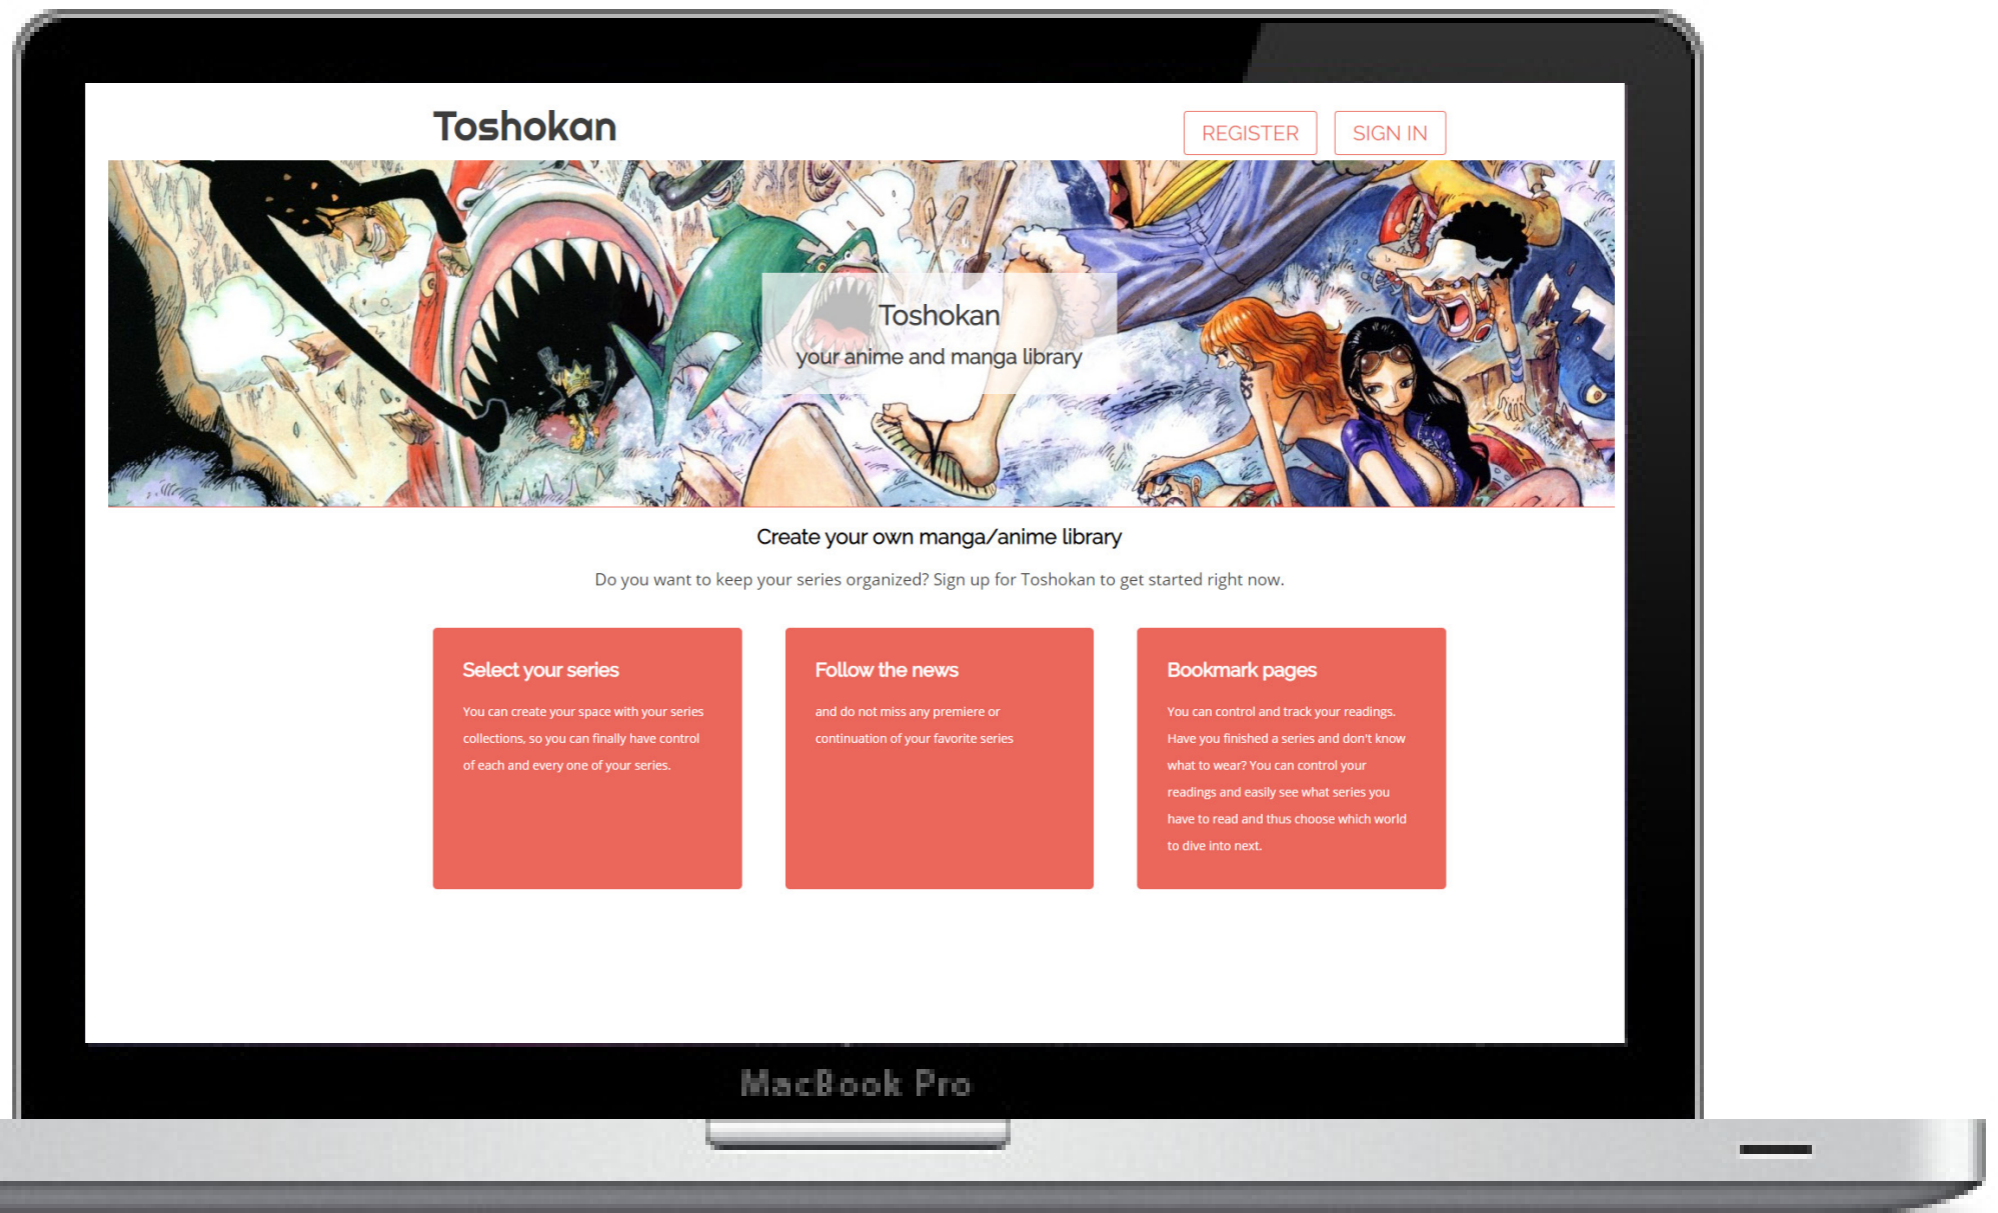 Toshokan
REGISTER
SIGN IN
Toshokan
your anime and manga library
Create your own manga/anime library
Do you want to keep your series organized? Sign up for Toshokan to get started right now.
Select your series
You can create your space with your series
collections, so you can finally have control
of each and every one of your series.
Follow the news
and do not miss any premiere or
continuation of your favorite series
Bookmark pages
You can control and track your readings.
Have you finished a series and don't know
what to wear? You can control your
readings and easily see what series you
have to read and thus choose which world
to dive into next.
MacBook Pro